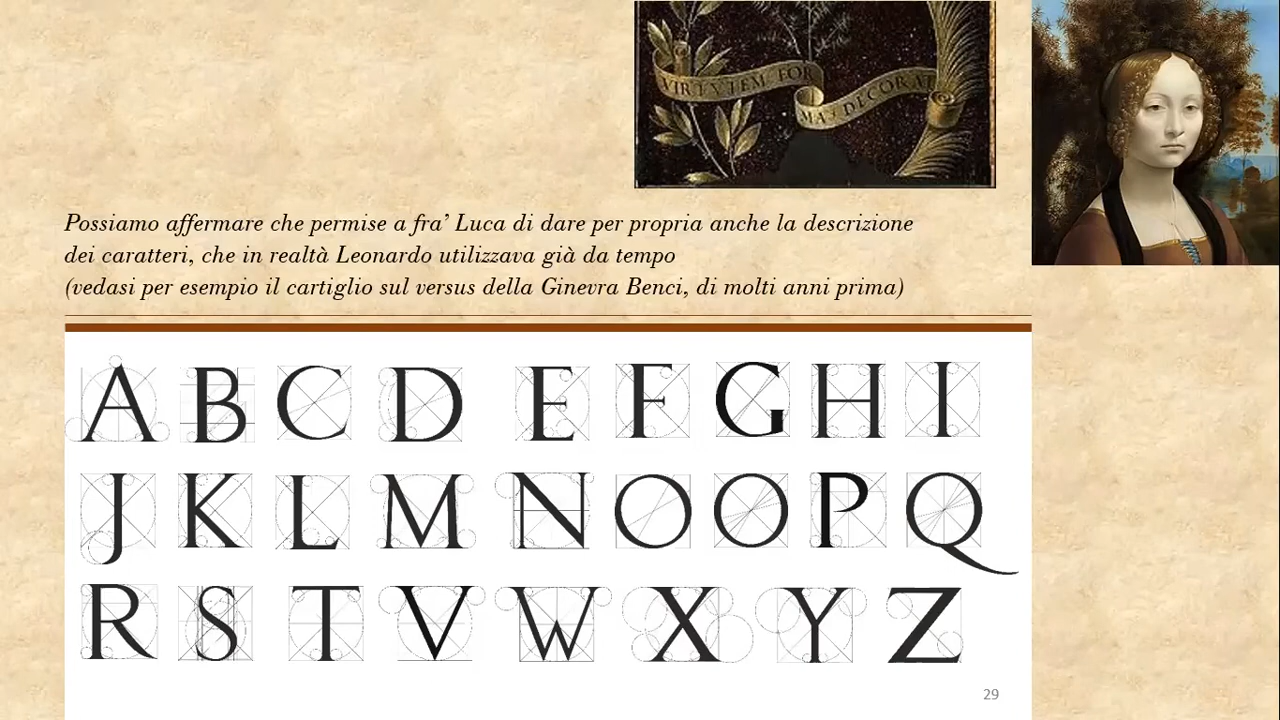 VIRTVTEM FOR
MAS DECORAT
Possiamo affermare che permise a fra’ Luca di dare per propria anche la descrizione
dei caratteri, che in realtà Leonardo utilizzava già da tempo
(vedasi per esempio il cartiglio sul versus della Ginevra Benci, di molti anni prima)
A B C D E F G H I
J K L M N O O P Q
R S T V W X Y Z
29